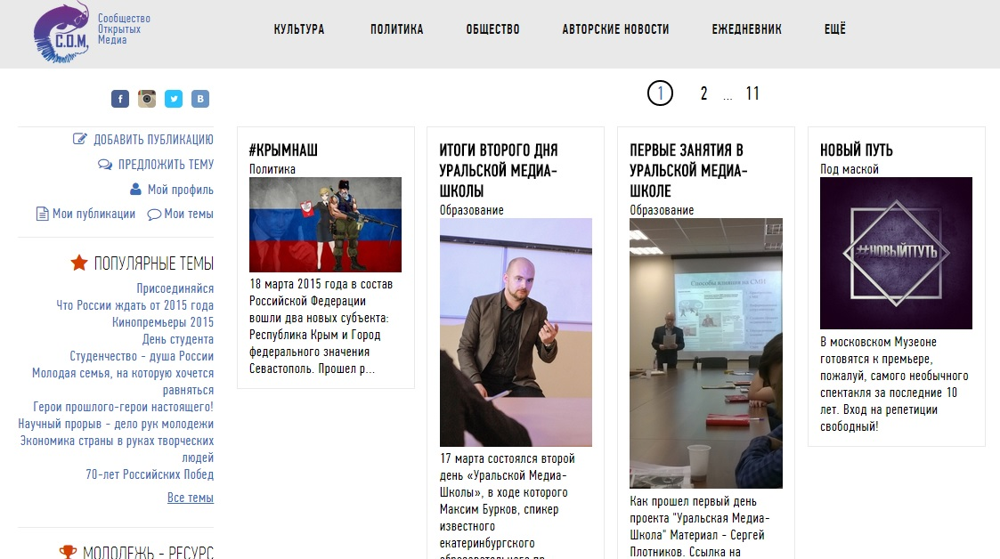 C.O.M.
Сообщество
Открытых
Медиа
КУЛЬТУРА
ПОЛИТИКА
ОБЩЕСТВО
АВТОРСКИЕ НОВОСТИ
ЕЖЕДНЕВНИК
ЕЩЁ
1 2 ... 11
ДОБАВИТЬ ПУБЛИКАЦИЮ
ПРЕДЛОЖИТЬ ТЕМУ
Мой профиль
Мои публикации Мои темы
ПОПУЛЯРНЫЕ ТЕМЫ
Присоединяйся
Что России ждать от 2015 года
Кинопремьеры 2015
День студента
Студенчество - душа России
Молодая семья, на которую хочется
равняться
Герои прошлого-герои настоящего!
Научный прорыв - дело рук молодежи
Экономика страны в руках творческих
людей
70-лет Российских Побед
Все темы
МОЛОДЕЖЬ - РЕСУРС
#КРЫМНАШ
Политика
18 марта 2015 года в состав
Российской Федерации
вошли два новых субъекта:
Республика Крым и Город
федерального значения
Севастополь. Прошел р...
ИТОГИ ВТОРОГО ДНЯ
УРАЛЬСКОЙ МЕДИА-
ШКОЛЫ
Образование
17 марта состоялся второй
день «Уральской Медиа-
Школы», в ходе которого
Максим Бурков, спикер
известного
екатеринбургского
образовательного пр...
ПЕРВЫЕ ЗАНЯТИЯ В
УРАЛЬСКОЙ МЕДИА-
ШКОЛЕ
Образование
Способы влияния на СМИ
Как прошел первый день
проекта "Уральская Медиа-
Школа" Материал - Сергей
Плотников. Ссылка на
НОВЫЙ ПУТЬ
Под маской
#НОВЫЙПУТЬ
В московском Музеоне
готовятся к премьере,
пожалуй, самого необычного
спектакля за последние 10
лет. Вход на репетиции
свободный!